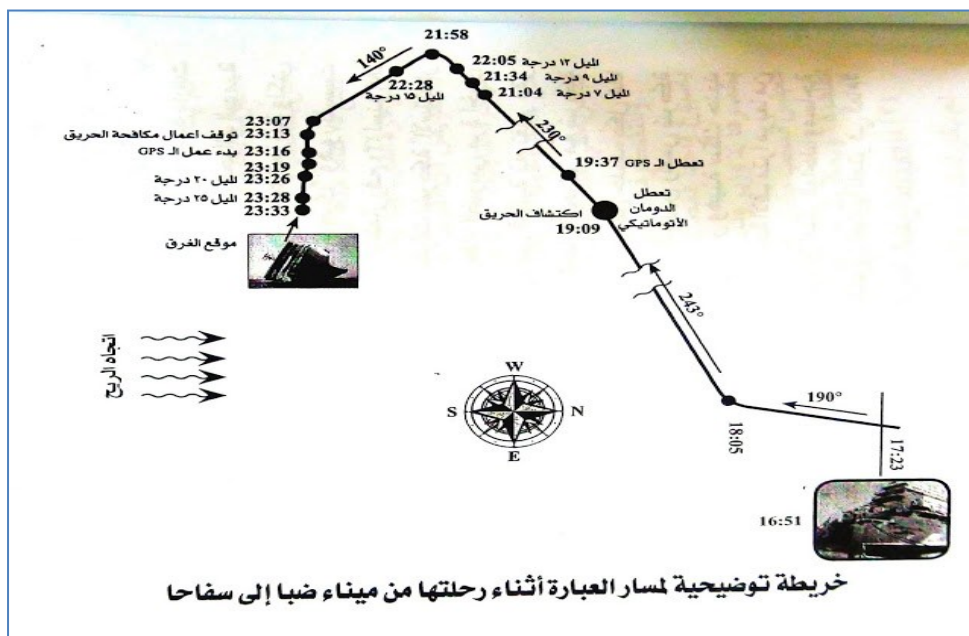 21:58
140°
22:05 الميل ١٢ درجة
21:34 الميل ٩ درجة
21:04 الميل ٧ درجة
22:28
الميل ١٥ درجة
23:07
توقف أعمال مكافحة الحريق 23:13
بدء عمل الـ GPS 23:16
23:19
الميل ٢٠ درجة 23:26
الميل ٢٥ درجة 23:28
23:33
موقع الغرق
230°
19:37 تعطل الـ GPS
تعطل
الدومان
الأتوماتيكي
اكتشاف الحريق
19:09
243°
اتجاه الريح
W
S
N
E
190°
18:05
17:23
16:51
خريطة توضيحية لمسار العبارة أثناء رحلتها من ميناء ضبا إلى سفاحا